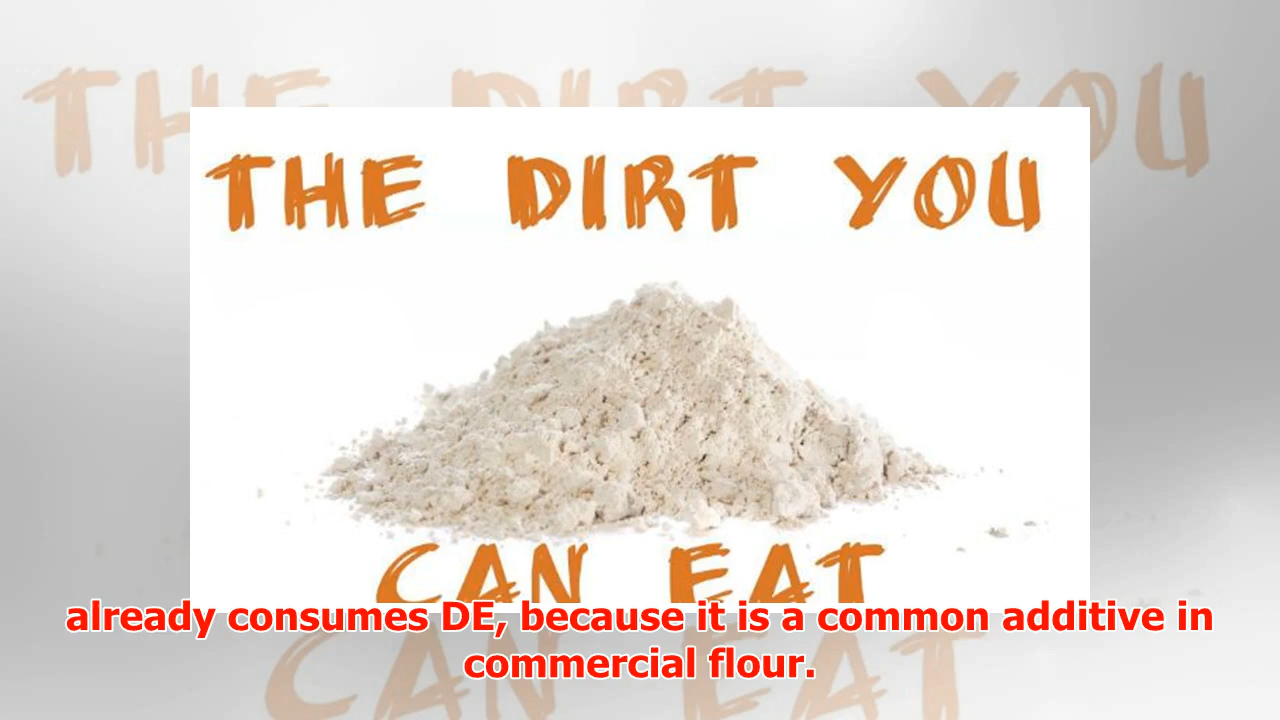 THE DIRT YOU
CAN EAT
already consumes DE, because it is a common additive in
commercial flour.